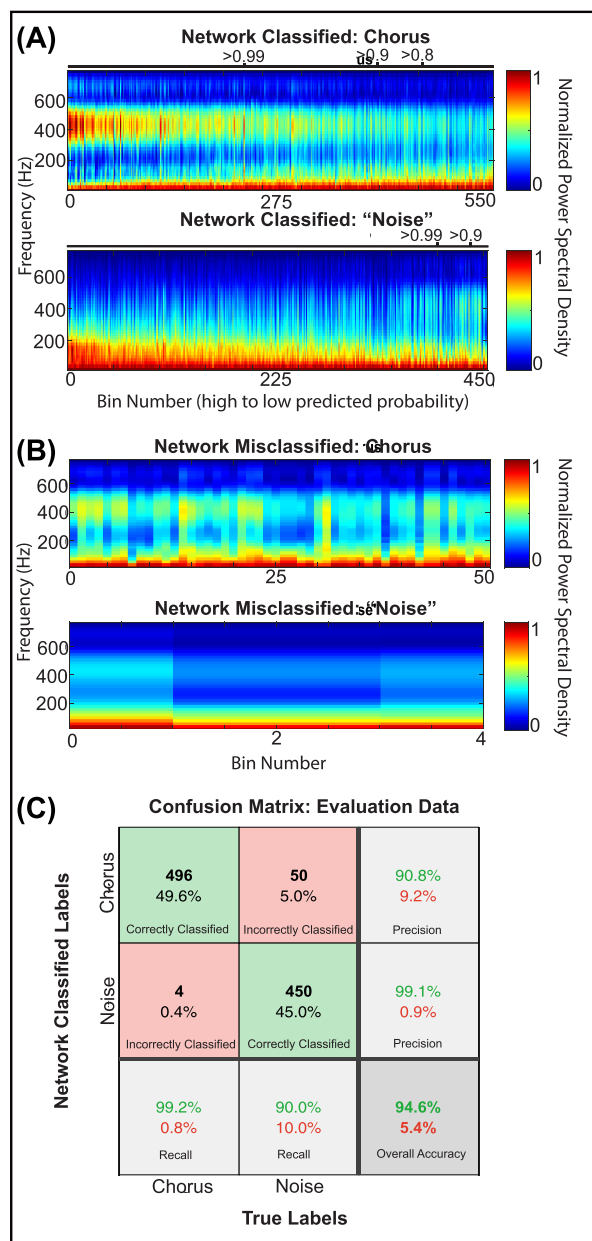 (A)
Network Classified: Chorus
>0.99 us >0.9 >0.8
600
400
200
0 275 550
1
0
Normalized Power Spectral Density
Frequency (Hz)
Network Classified: “Noise”
>0.99 >0.9
600
400
200
0 225 450
Bin Number (high to low predicted probability)
1
0
(B)
Network Misclassified: Chorus
us
600
400
200
0 25 50
1
0
Normalized Power Spectral Density
Frequency (Hz)
Network Misclassified: “Noise”
se"
600
400
200
0 2 4
Bin Number
1
0
(C)
Confusion Matrix: Evaluation Data
Network Classified Labels
Chorus
496
49.6%
Correctly Classified
50
5.0%
Incorrectly Classified
90.8%
9.2%
Precision
Noise
4
0.4%
Incorrectly Classified
450
45.0%
Correctly Classified
99.1%
0.9%
Precision
99.2%
0.8%
Recall
90.0%
10.0%
Recall
94.6%
5.4%
Overall Accuracy
Chorus Noise
True Labels